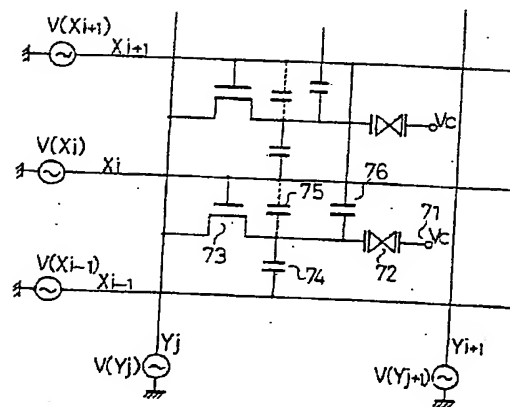 V(Xi+1)
Xi+1
Vc
V(Xi)
Xi
75
76
71
Vc
73
72
74
V(Xi-1)
Xi-1
Yj
Yi+1
V(Yj)
V(Yj+1)